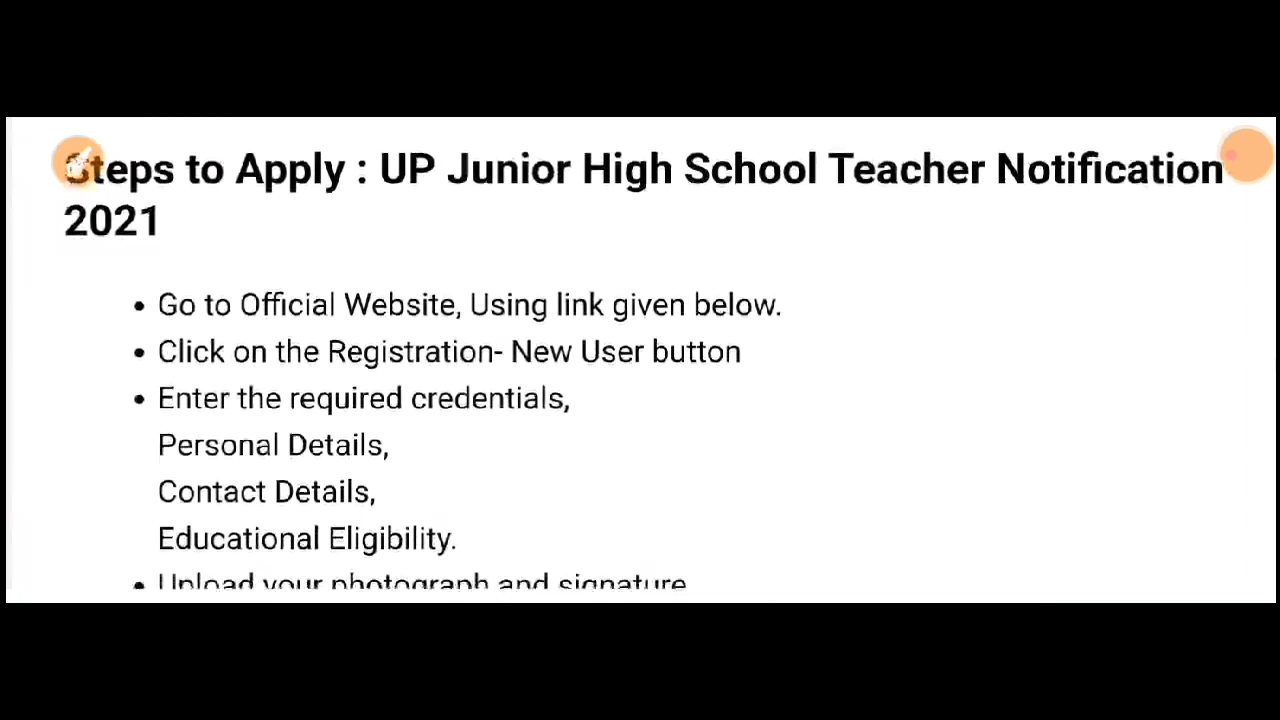 Steps to Apply : UP Junior High School Teacher Notification
2021
• Go to Official Website, Using link given below.
• Click on the Registration- New User button
• Enter the required credentials,
Personal Details,
Contact Details,
Educational Eligibility.
• Upload your photograph and signature